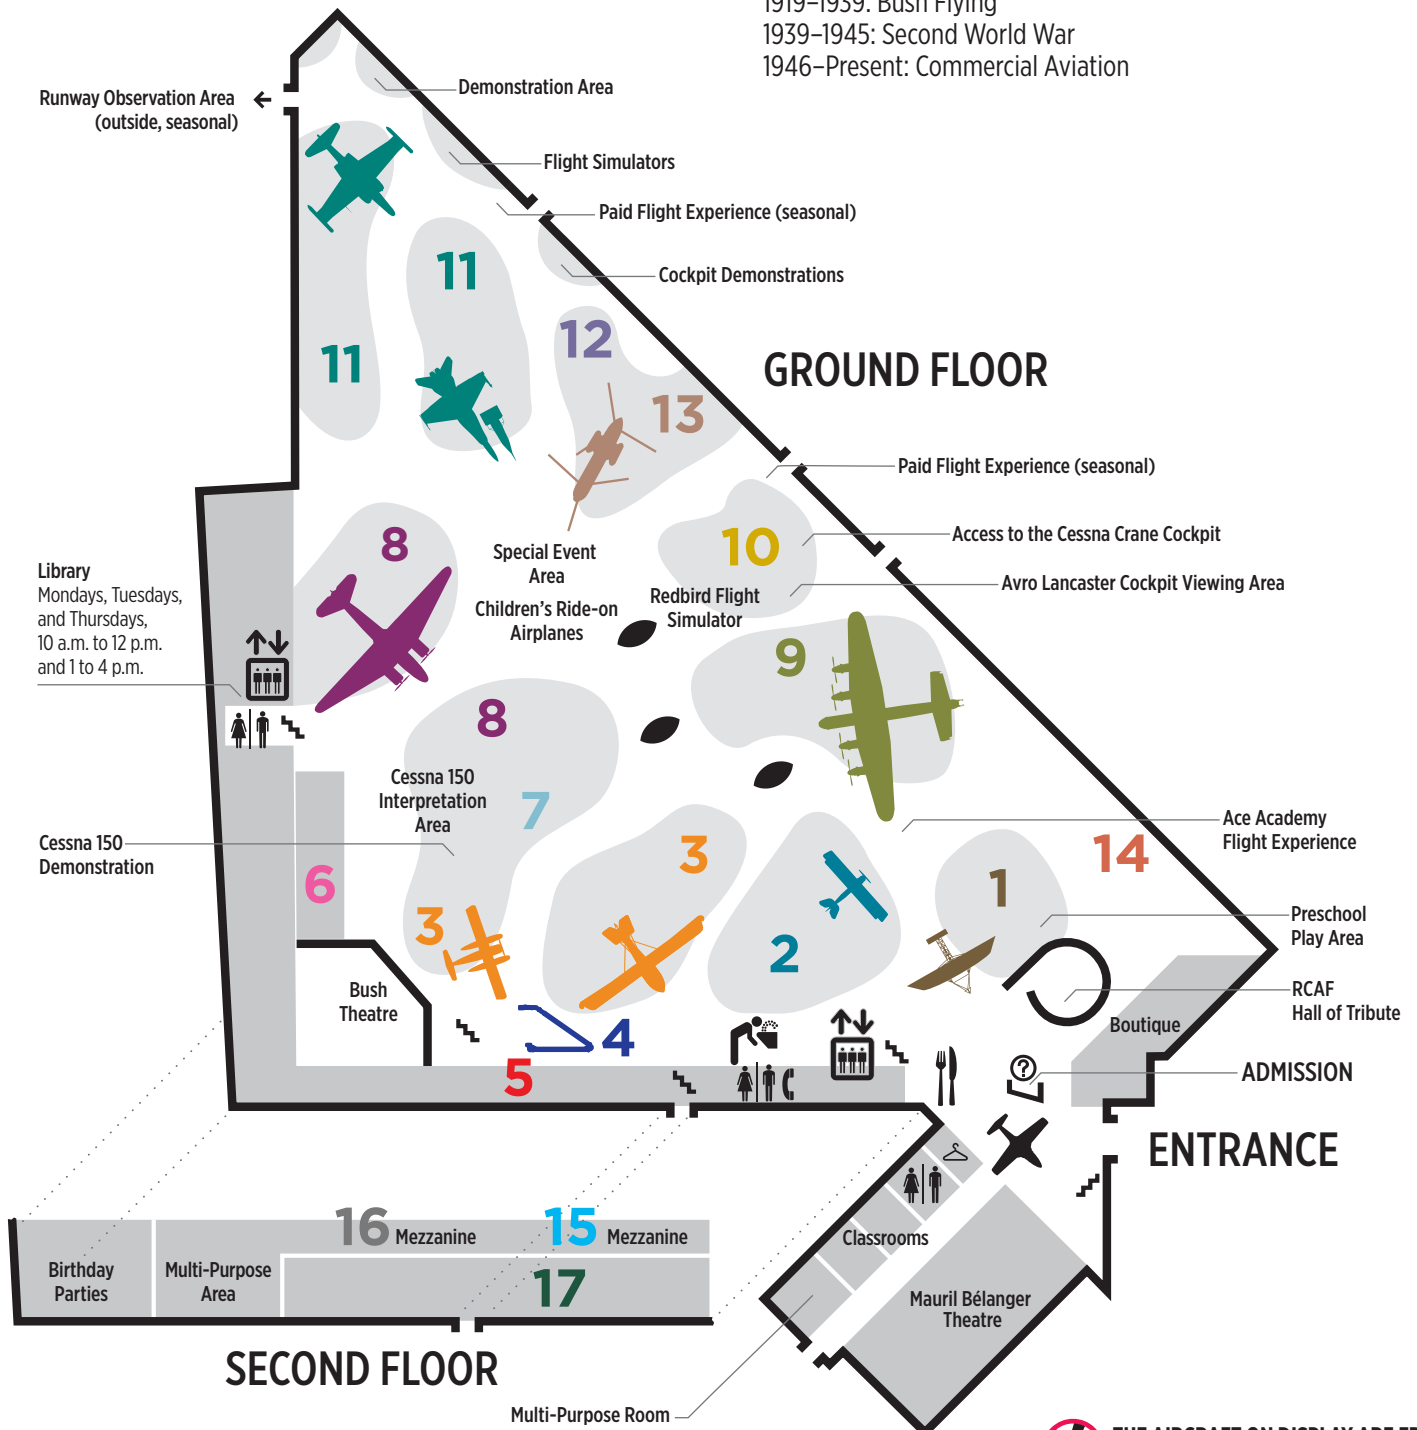 1919–1939: Bush Flying
1939–1945: Second World War
1946–Present: Commercial Aviation
Demonstration Area
Runway Observation Area
(outside, seasonal)
Flight Simulators
Paid Flight Experience (seasonal)
Cockpit Demonstrations
11
11
12
13
GROUND FLOOR
Paid Flight Experience (seasonal)
Access to the Cessna Crane Cockpit
Avro Lancaster Cockpit Viewing Area
8
10
Special Event
Area
Children’s Ride-on
Airplanes
Redbird Flight
Simulator
Library
Mondays, Tuesdays,
and Thursdays,
10 a.m. to 12 p.m.
and 1 to 4 p.m.
9
8
Cessna 150
Interpretation
Area
7
Cessna 150
Demonstration
6
3
3
2
1
14
Ace Academy
Flight Experience
Preschool
Play Area
RCAF
Hall of Tribute
Bush
Theatre
4
5
Boutique
?
ADMISSION
ENTRANCE
16 Mezzanine
15 Mezzanine
17
Birthday
Parties
Multi-Purpose
Area
SECOND FLOOR
Classrooms
Mauril Bélanger
Theatre
Multi-Purpose Room
THE AIRCRAFT ON DISPLAY ARE